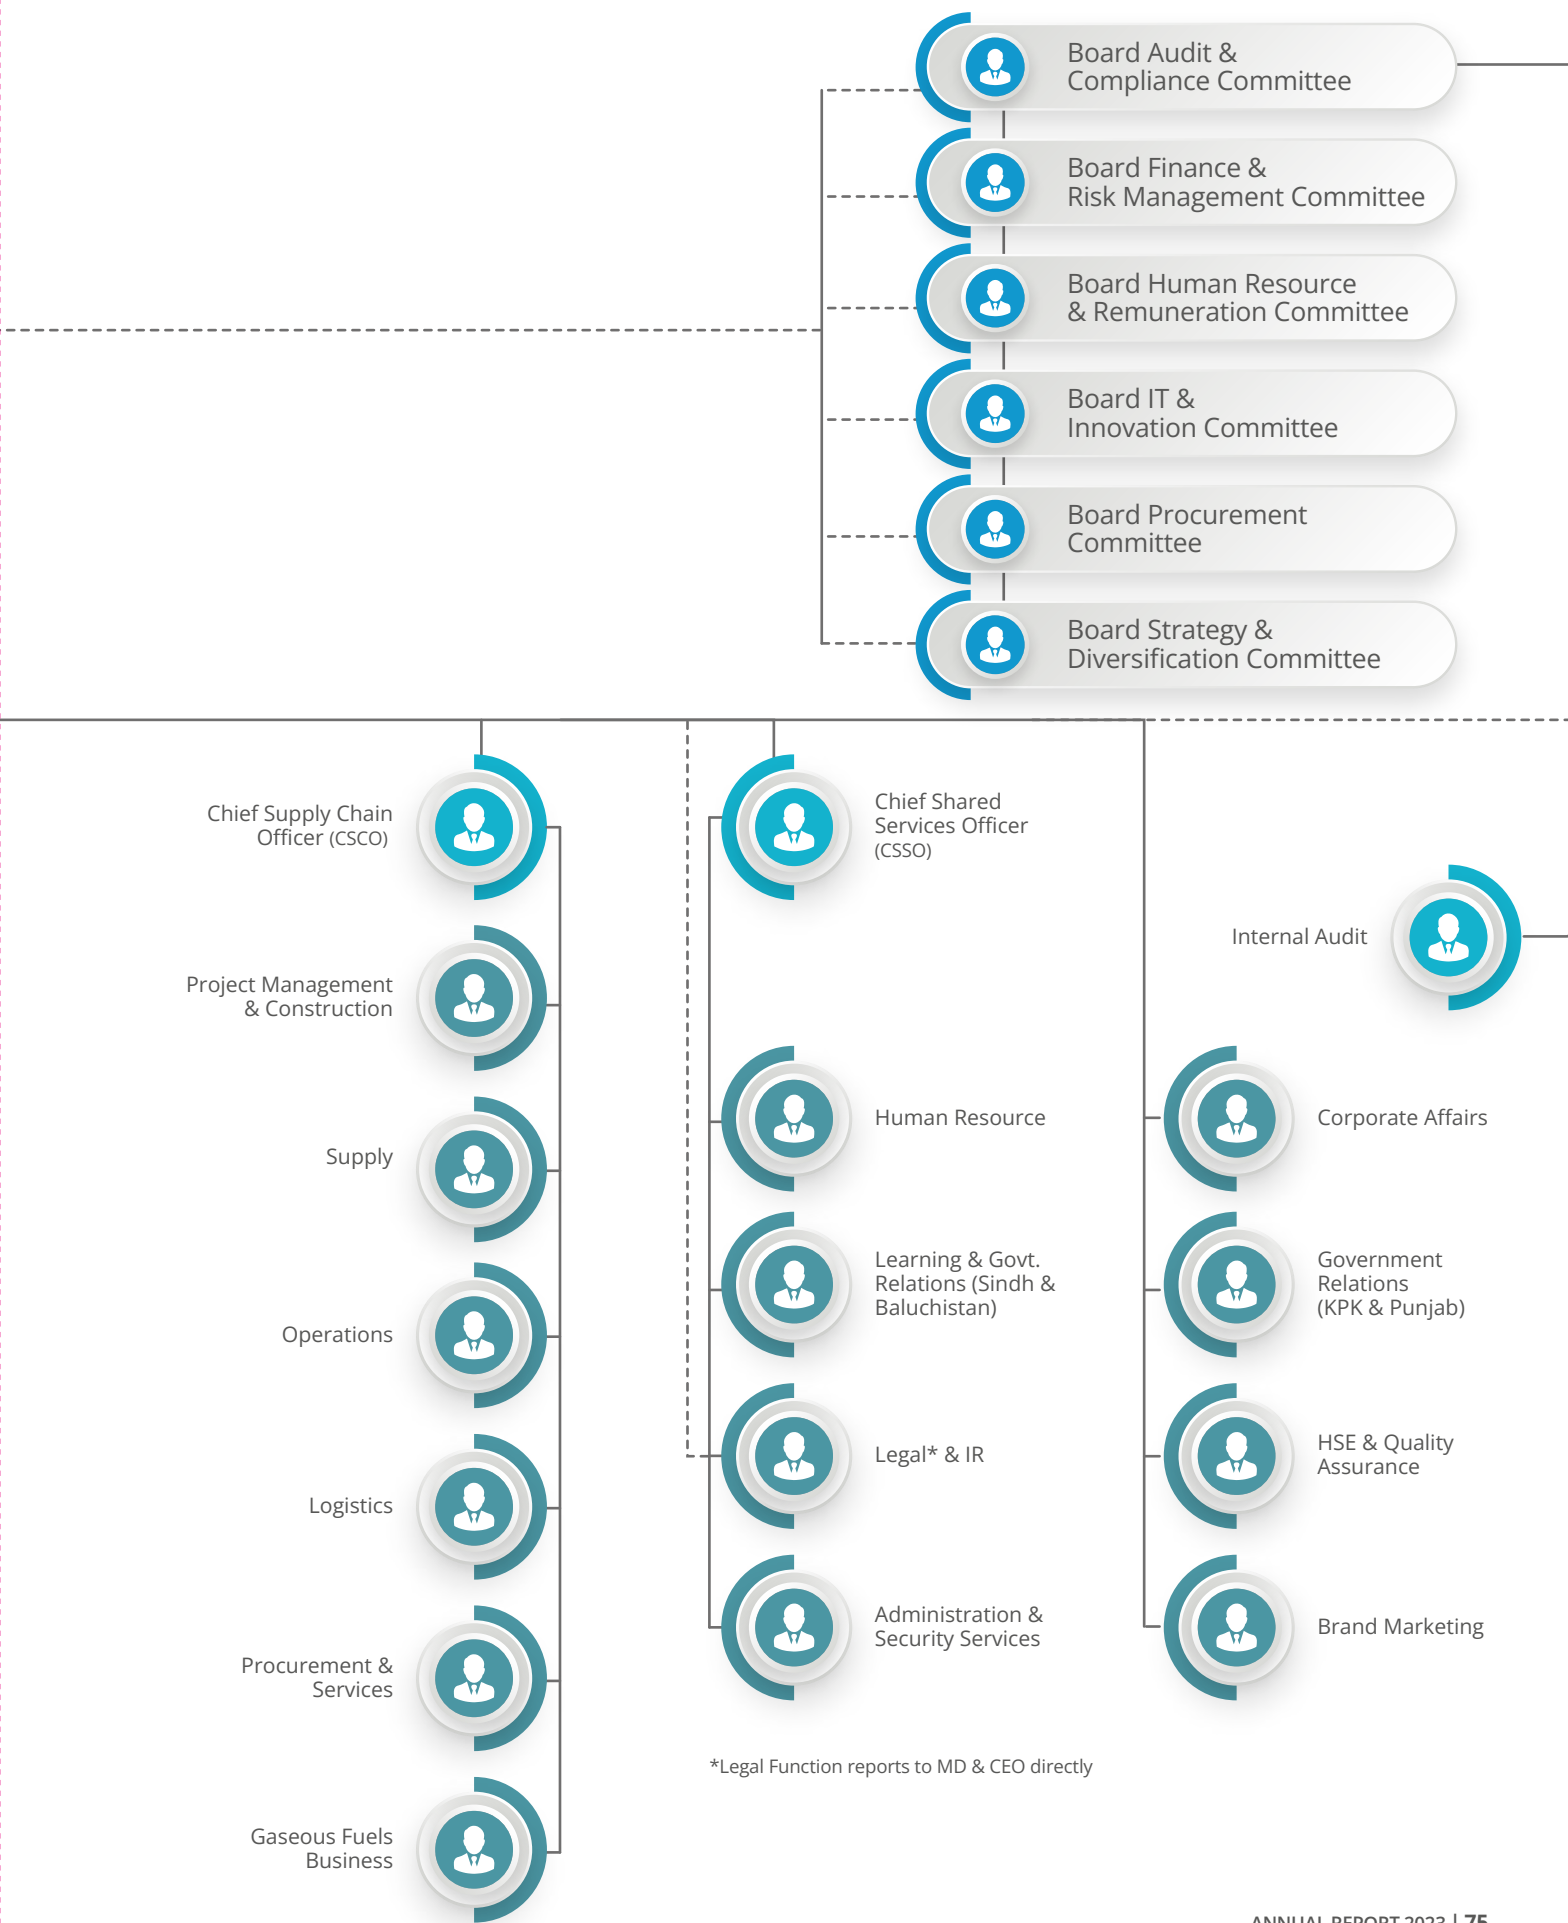 Board Audit &
Compliance Committee
Board Finance &
Risk Management Committee
Board Human Resource
& Remuneration Committee
Board IT &
Innovation Committee
Board Procurement
Committee
Board Strategy &
Diversification Committee
Chief Supply Chain
Officer (CSCO)
Project Management
& Construction
Supply
Operations
Logistics
Procurement &
Services
Gaseous Fuels
Business
Chief Shared
Services Officer
(CSSO)
Human Resource
Learning & Govt.
Relations (Sindh &
Baluchistan)
Legal* & IR
Administration &
Security Services
Internal Audit
Corporate Affairs
Government
Relations
(KPK & Punjab)
HSE & Quality
Assurance
Brand Marketing
*Legal Function reports to MD & CEO directly
ANNUAL REPORT 2023 | 75